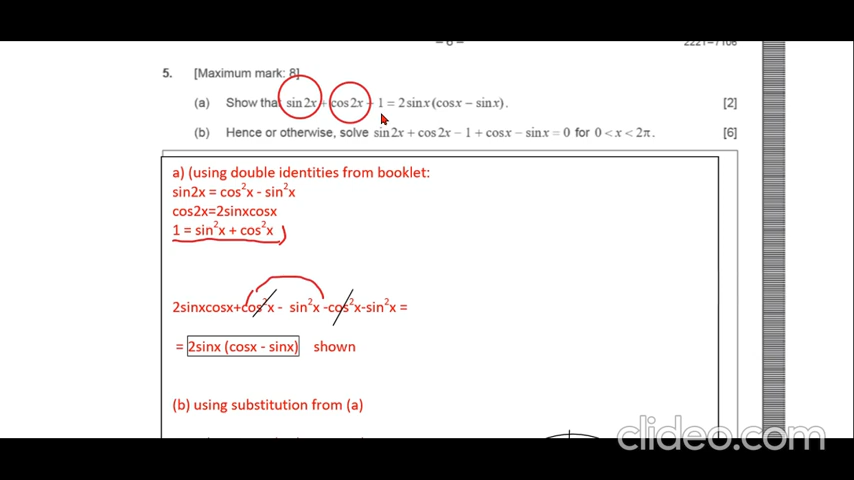 5. [Maximum mark: 8]
(a) Show that sin 2x + cos 2x - 1 = 2 sin x (cos x − sin x). [2]
(b) Hence or otherwise, solve sin 2x + cos 2x − 1 + cos x − sin x = 0 for 0 < x < 2π. [6]
a) (using double identities from booklet:
sin2x = cos²x - sin²x
cos2x=2sinxcosx
1 = sin²x + cos²x
2sinxcosx+cos²x - sin²x -cos²x-sin²x =
= 2sinx (cosx - sinx) shown
(b) using substitution from (a)
clideo.com